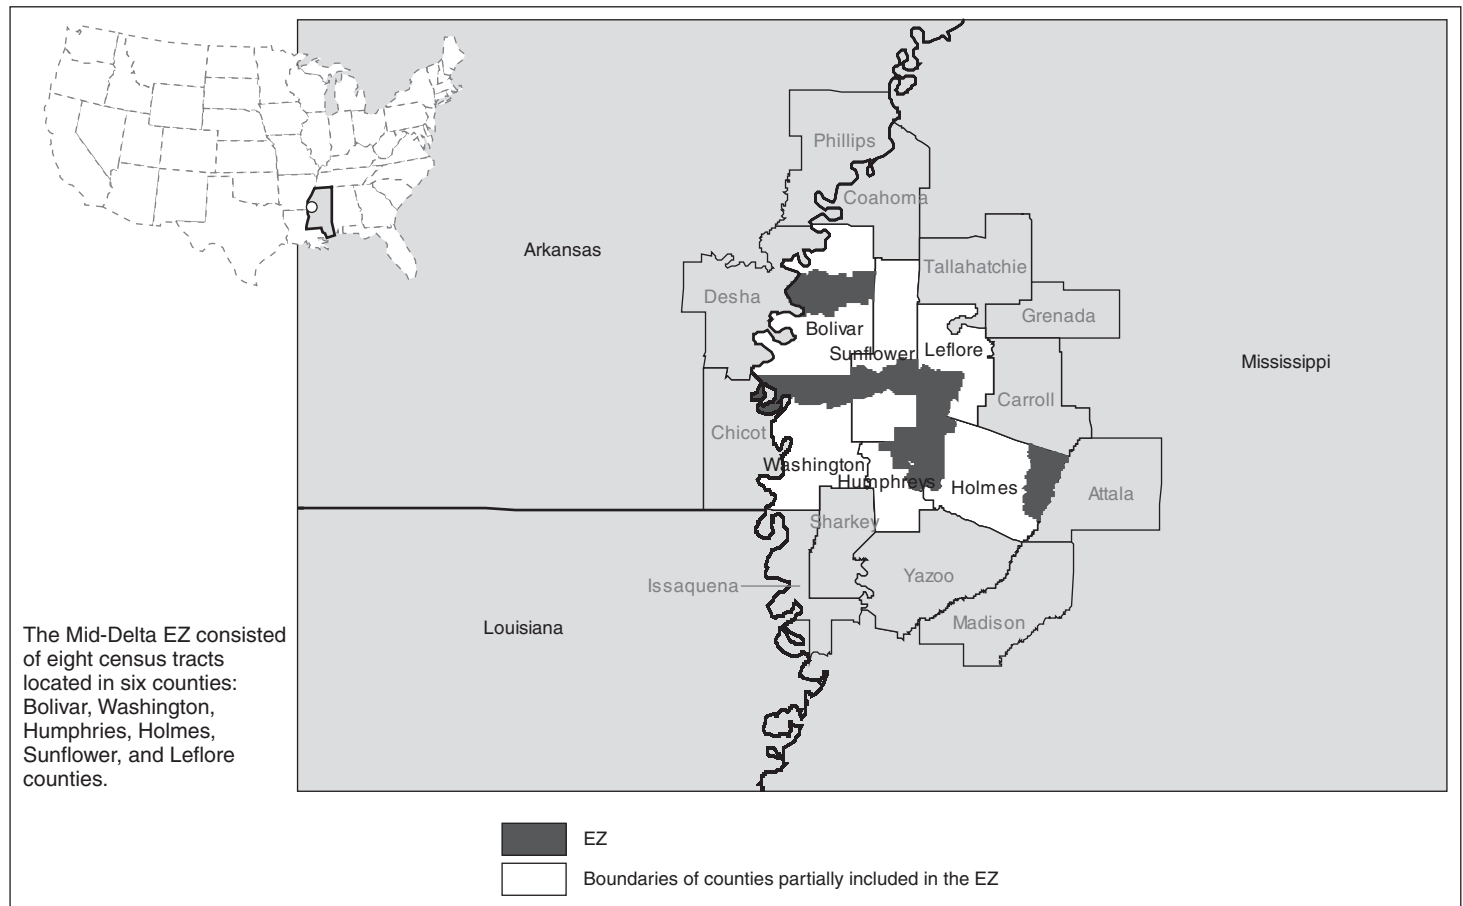 Phillips
Coahoma
Arkansas
Tallahatchie
Desha
Grenada
Bolivar
Sunflower
Leflore
Mississippi
Carroll
Chicot
Washington
Humphreys
Holmes
Attala
Sharkey
Issaquena
Yazoo
Madison
Louisiana
The Mid-Delta EZ consisted
of eight census tracts
located in six counties:
Bolivar, Washington,
Humphries, Holmes,
Sunflower, and Leflore
counties.
EZ
Boundaries of counties partially included in the EZ